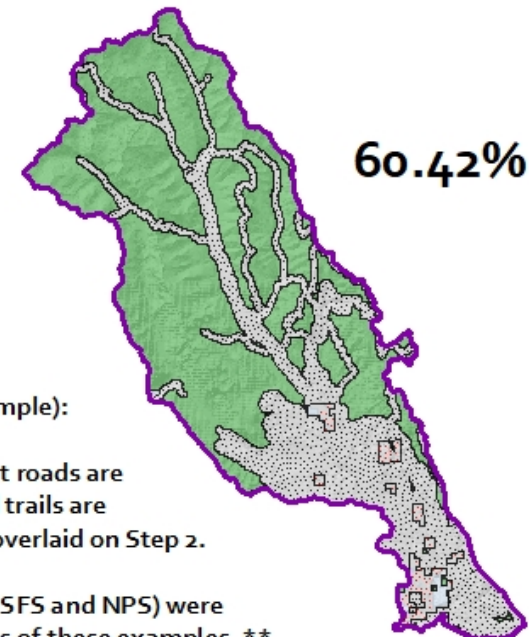 60.42%
mple):
t roads are
trails are
overlaid on Step 2.
SFS and NPS) were
s of these examples. **